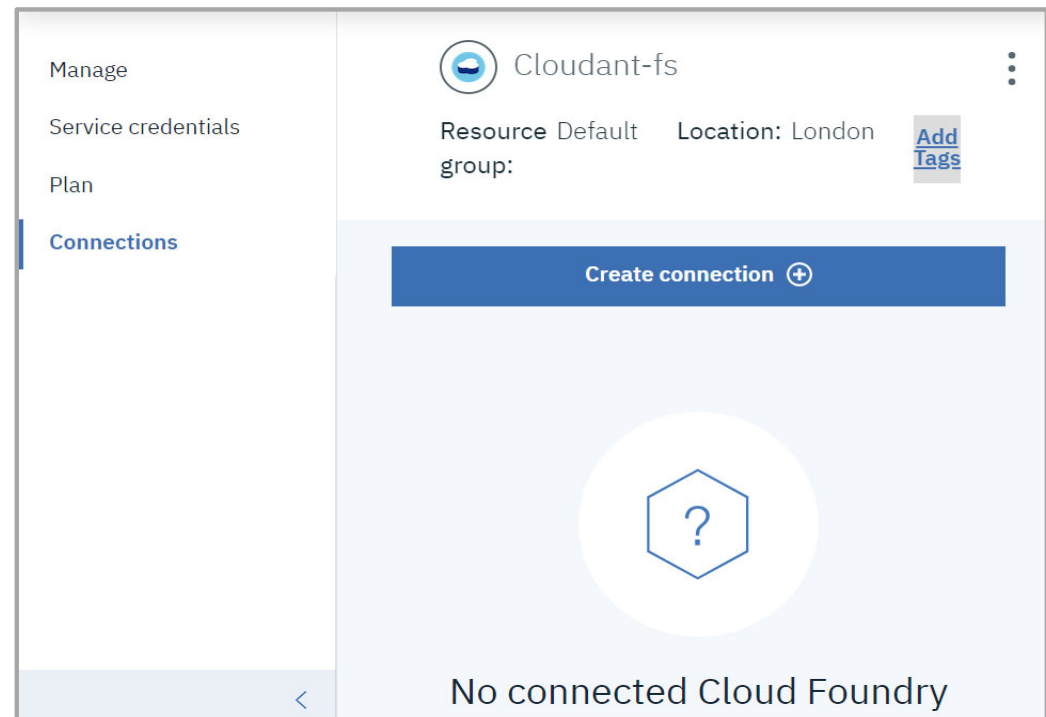 Manage
Service credentials
Plan
Connections
Cloudant-fs
Resource Default Location: London
group:
Add
Tags
Create connection
?
No connected Cloud Foundry